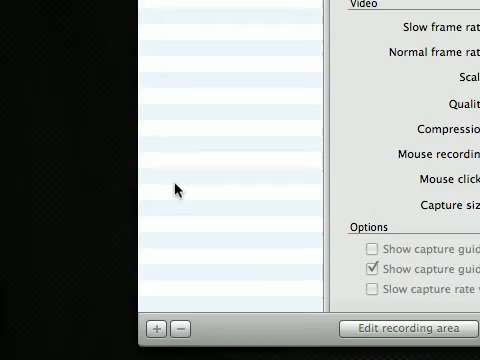 Video
Slow frame rat
Normal frame rat
Scal
Qualit
Compressio
Mouse recordin
Mouse click
Capture siz
Options
Show capture guid
Show capture guid
Slow capture rate
+ −
Edit recording area